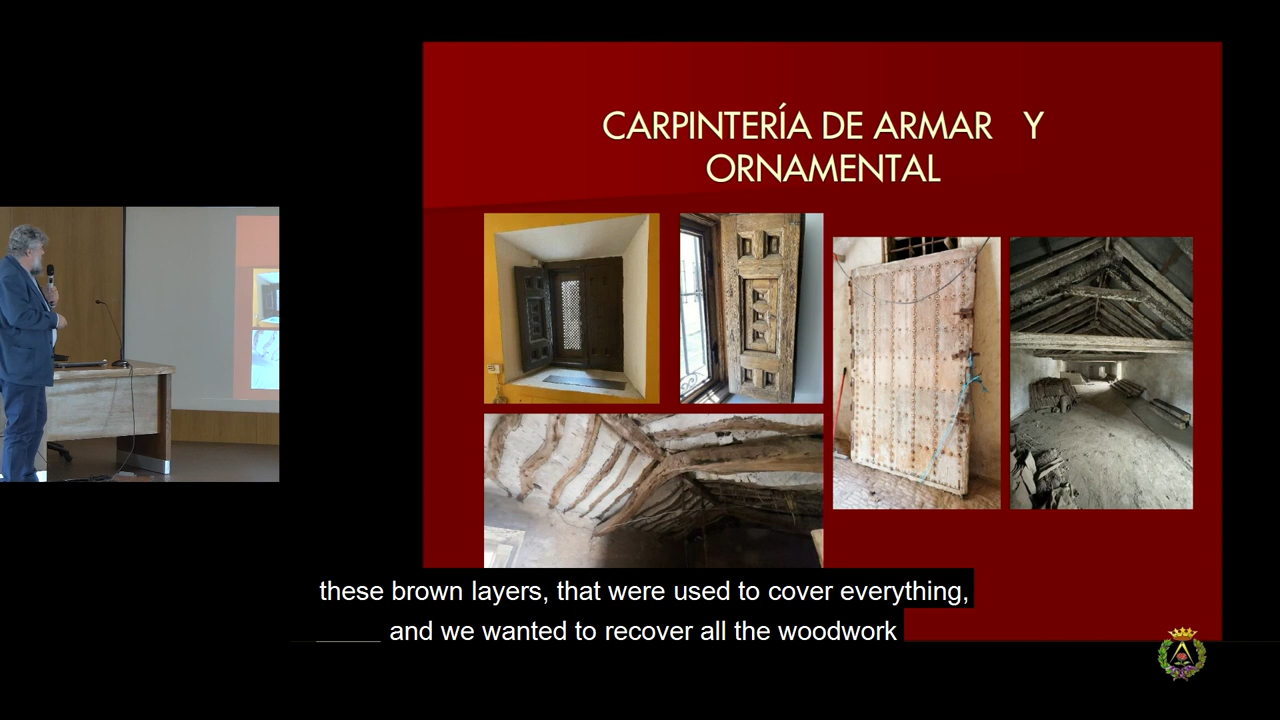 CARPINTERÍA DE ARMAR Y
ORNAMENTAL
these brown layers, that were used to cover everything,
and we wanted to recover all the woodwork